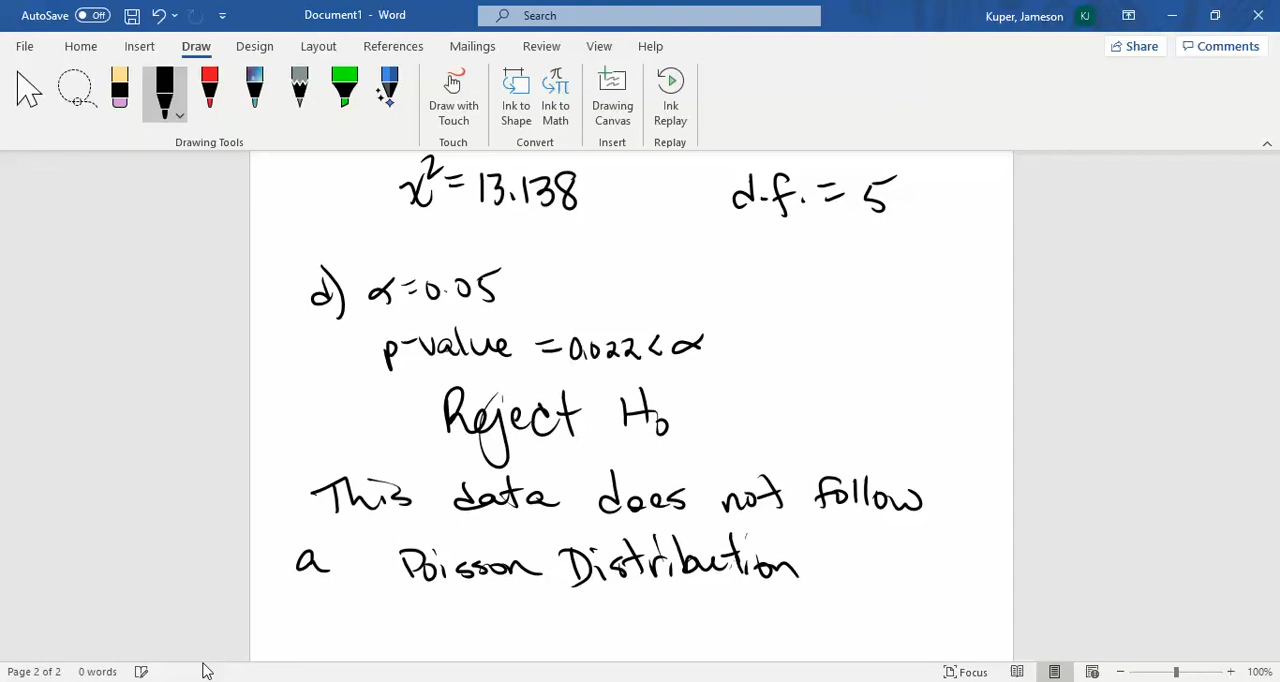 AutoSave Off Document1 - Word Search Kuper, Jameson KJ
File Home Insert Draw Design Layout References Mailings Review View Help Share Comments
Draw with Touch Ink to Shape Ink to Math Drawing Canvas Ink Replay
Drawing Tools Touch Convert Insert Replay
x² = 13.138 d.f. = 5
d) α = 0.05
p-value = 0.022 < α
Reject H₀
This data does not follow
a Poisson Distribution
Page 2 of 2 0 words Focus 100%